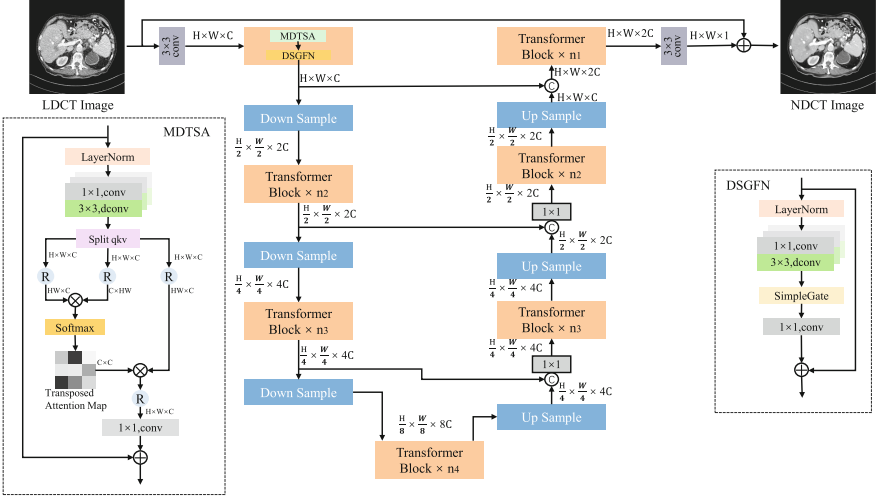 LDCT Image
3×3
conv
H×W×C
MDTSA
DSGFN
H×W×C
Down Sample
H/2 × W/2 × 2C
Transformer
Block × n2
H/2 × W/2 × 2C
Down Sample
H/4 × W/4 × 4C
Transformer
Block × n3
H/4 × W/4 × 4C
Down Sample
H/8 × W/8 × 8C
Transformer
Block × n4
Up Sample
H/4 × W/4 × 4C
C
1×1
H/4 × W/4 × 4C
Transformer
Block × n3
H/4 × W/4 × 4C
Up Sample
H/2 × W/2 × 2C
C
1×1
H/2 × W/2 × 2C
Transformer
Block × n2
H/2 × W/2 × 2C
Up Sample
H×W×C
C
H×W×2C
Transformer
Block × n1
H×W×2C
3×3
conv
H×W×1
NDCT Image
MDTSA
LayerNorm
1×1,conv
3×3,dconv
Split qkv
H×W×C
H×W×C
H×W×C
R
R
R
HW×C
C×HW
HW×C
Softmax
C×C
Transposed
Attention Map
R
H×W×C
1×1,conv
DSGFN
LayerNorm
1×1,conv
3×3,dconv
SimpleGate
1×1,conv